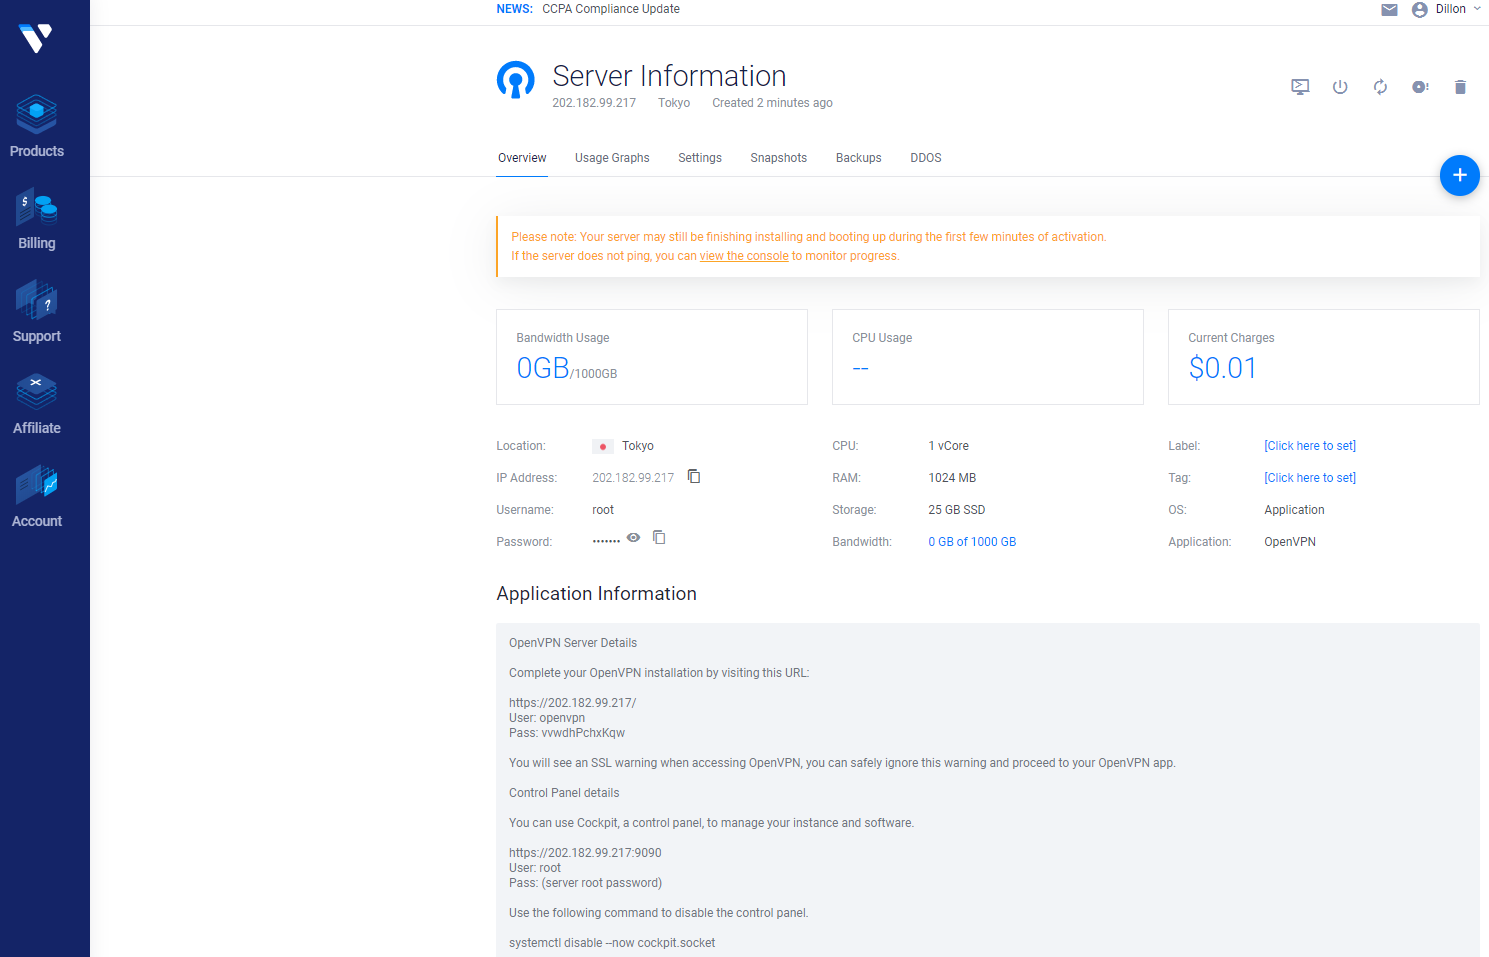 NEWS: CCPA Compliance Update
Dillon
Server Information
202.182.99.217 Tokyo Created 2 minutes ago
Products
Billing
Support
Affiliate
Account
Overview Usage Graphs Settings Snapshots Backups DDOS
Please note: Your server may still be finishing installing and booting up during the first few minutes of activation.
If the server does not ping, you can view the console to monitor progress.
Bandwidth Usage
0GB/1000GB
CPU Usage
--
Current Charges
$0.01
Location: Tokyo
IP Address: 202.182.99.217
Username: root
Password: •••••••
CPU: 1 vCore
RAM: 1024 MB
Storage: 25 GB SSD
Bandwidth: 0 GB of 1000 GB
Label: [Click here to set]
Tag: [Click here to set]
OS: Application
Application: OpenVPN
Application Information
OpenVPN Server Details
Complete your OpenVPN installation by visiting this URL:
https://202.182.99.217/
User: openvpn
Pass: vvwdhPchxKqw
You will see an SSL warning when accessing OpenVPN, you can safely ignore this warning and proceed to your OpenVPN app.
Control Panel details
You can use Cockpit, a control panel, to manage your instance and software.
https://202.182.99.217:9090
User: root
Pass: (server root password)
Use the following command to disable the control panel.
systemctl disable --now cockpit.socket